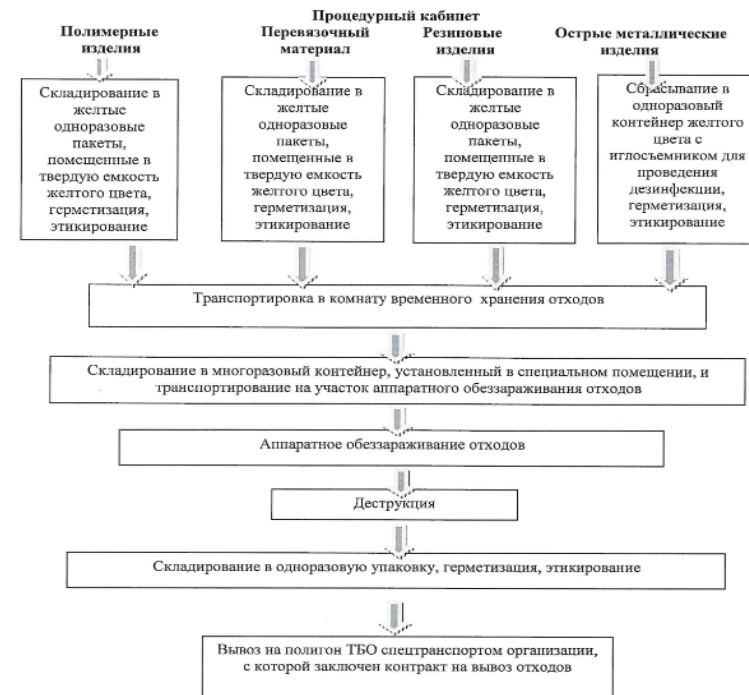 Процедурный кабинет
Полимерные
изделия
Перевязочный
материал
Резиновые
изделия
Острые металлические
изделия
Складирование в
желтые
одноразовые
пакеты,
помещенные в
твердую емкость
желтого цвета,
герметизация,
этикирование
Складирование в
желтые
одноразовые
пакеты,
помещенные в
твердую емкость
желтого цвета,
герметизация,
этикирование
Складирование в
желтые
одноразовые
пакеты,
помещенные в
твердую емкость
желтого цвета,
герметизация,
этикирование
Сбрасывание в
одноразовый
контейнер желтого
цвета с
иглосъемником для
проведения
дезинфекции,
герметизация,
этикирование
Транспортировка в комнату временного хранения отходов
Складирование в многоразовый контейнер, установленный в специальном помещении, и
транспортирование на участок аппаратного обеззараживания отходов
Аппаратное обеззараживание отходов
Деструкция
Складирование в одноразовую упаковку, герметизация, этикирование
Вывоз на полигон ТБО спецтранспортом организации,
с которой заключен контракт на вывоз отходов